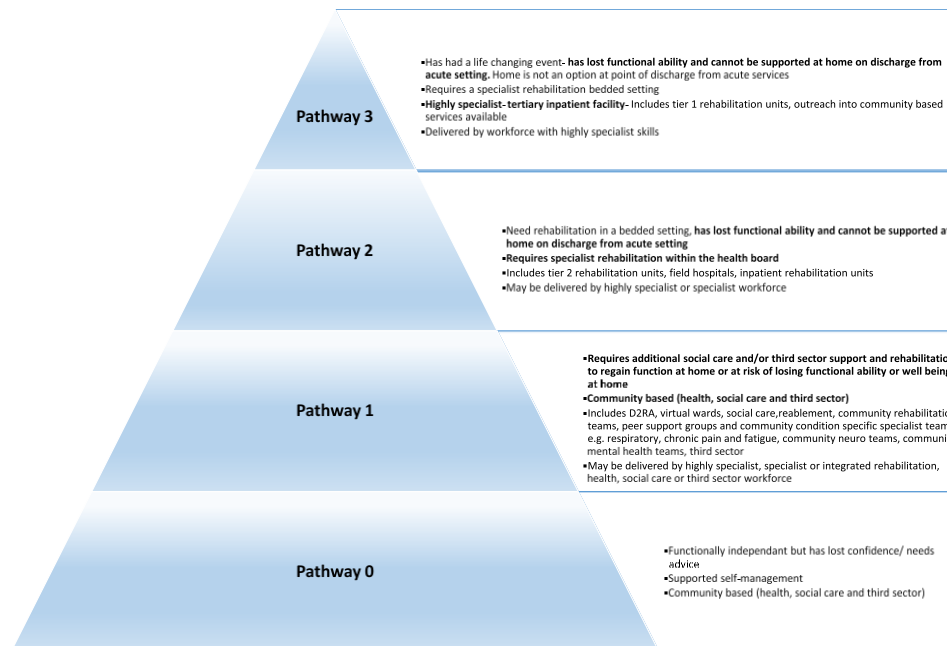 ▪Has had a life changing event- has lost functional ability and cannot be supported at home on discharge from
acute setting. Home is not an option at point of discharge from acute services
▪Requires a specialist rehabilitation bedded setting
▪Highly specialist- tertiary inpatient facility- Includes tier 1 rehabilitation units, outreach into community based
services available
▪Delivered by workforce with highly specialist skills
Pathway 3
▪Need rehabilitation in a bedded setting, has lost functional ability and cannot be supported
home on discharge from acute setting
▪Requires specialist rehabilitation within the health board
▪Includes tier 2 rehabilitation units, field hospitals, inpatient rehabilitation units
▪May be delivered by highly specialist or specialist workforce
Pathway 2
▪Requires additional social care and/or third sector support and
to regain function at home or at risk of losing functional ability or well
at home
▪Community based (health, social care and third sector)
▪Includes D2RA, virtual wards, social care,reablement, community
teams, peer support groups and community condition specific specialist
e.g. respiratory, chronic pain and fatigue, community neuro teams,
mental health teams, third sector
▪May be delivered by highly specialist, specialist or integrated rehabilitation,
health, social care or third sector workforce
Pathway 1
▪Functionally independant but has lost confidence/ needs
advice
▪Supported self-management
▪Community based (health, social care and third sector)
Pathway 0